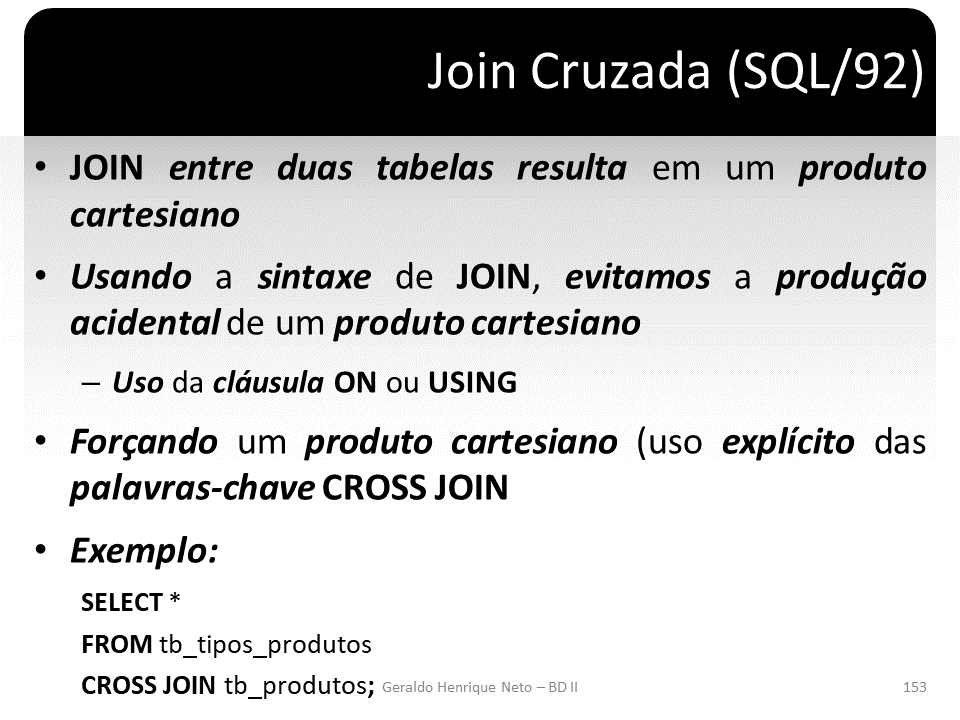 Join Cruzada (SQL/92)
• JOIN entre duas tabelas resulta em um produto
cartesiano
• Usando a sintaxe de JOIN, evitamos a produção
acidental de um produto cartesiano
– Uso da cláusula ON ou USING
• Forçando um produto cartesiano (uso explícito das
palavras-chave CROSS JOIN
• Exemplo:
SELECT *
FROM tb_tipos_produtos
CROSS JOIN tb_produtos;
Geraldo Henrique Neto – BD II
153